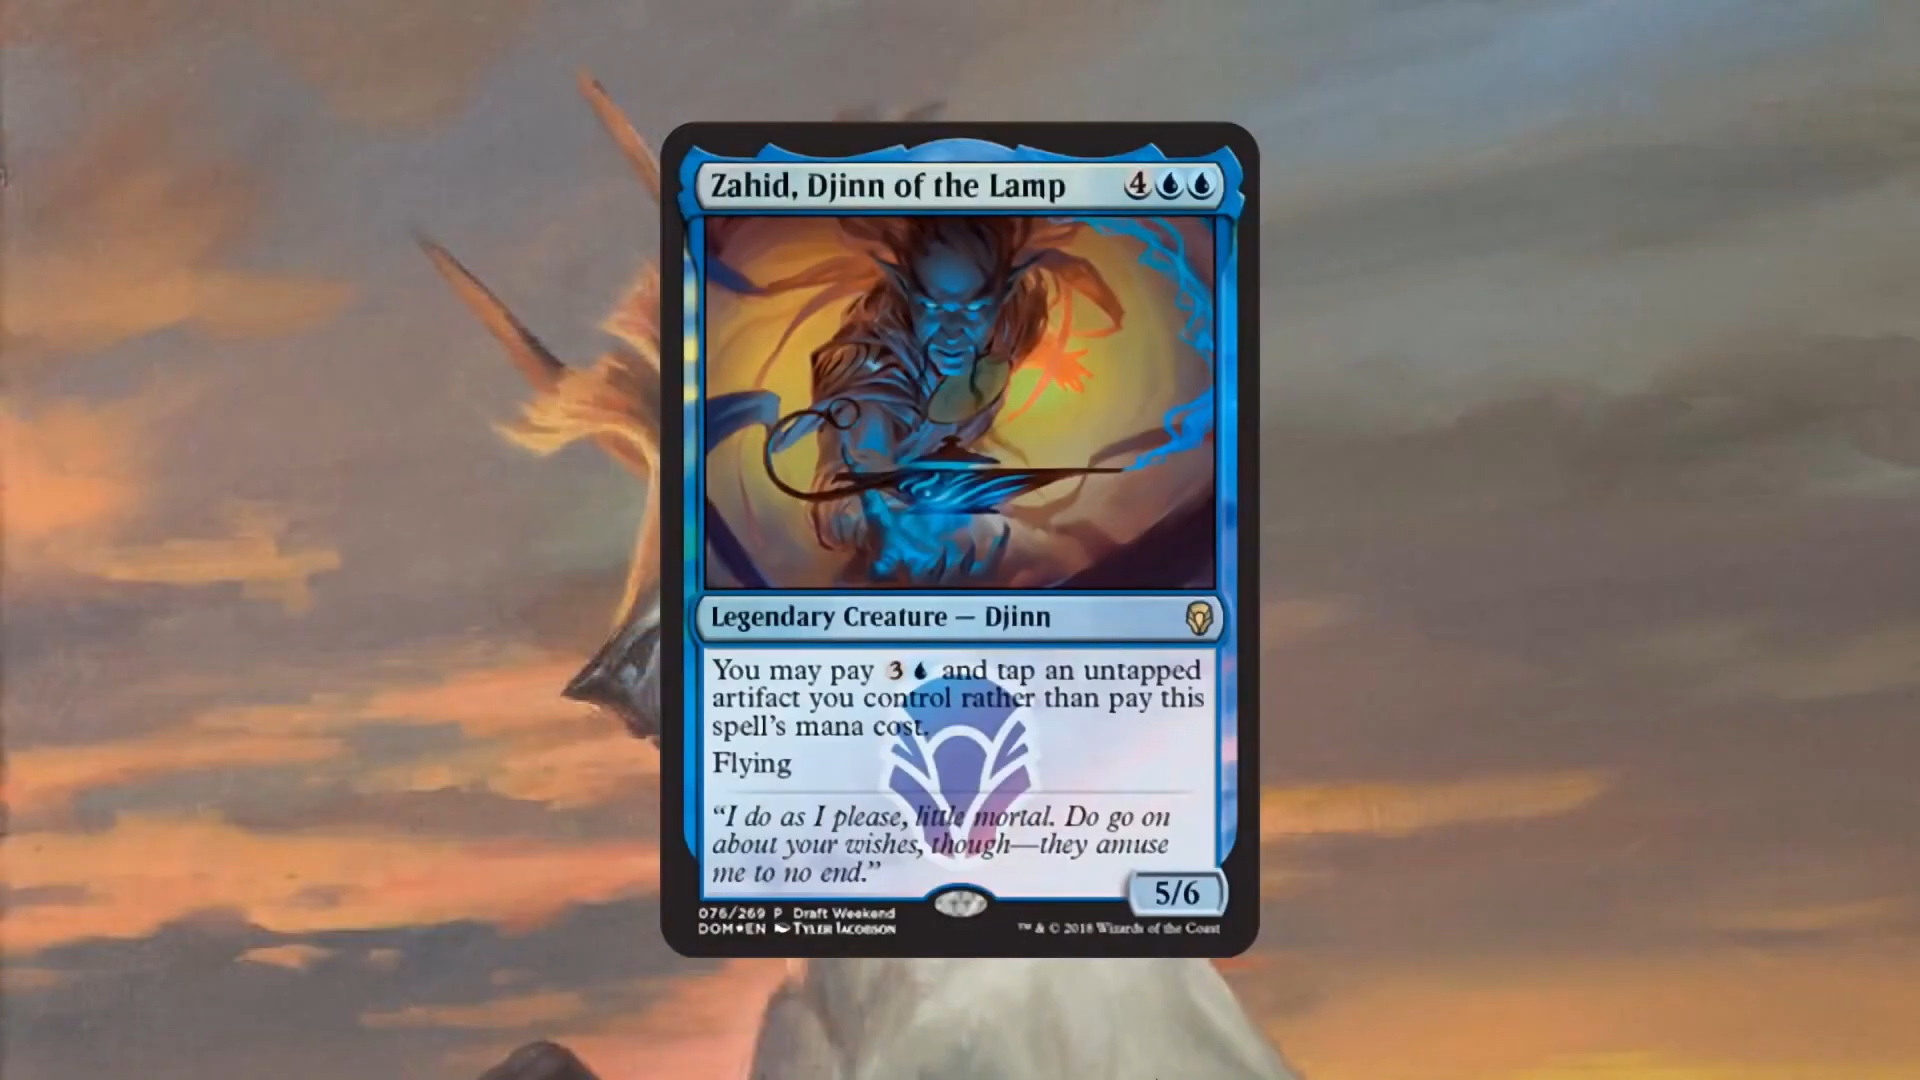 Zahid, Djinn of the Lamp 4
Legendary Creature — Djinn
You may pay 3 and tap an untapped
artifact you control rather than pay this
spell's mana cost.
Flying
“I do as I please, little mortal. Do go on
about your wishes, though—they amuse
me to no end.”
5/6
076/269 P Draft Weekend
DOM★EN Tyler Jacobson
™ & © 2018 Wizards of the Coast